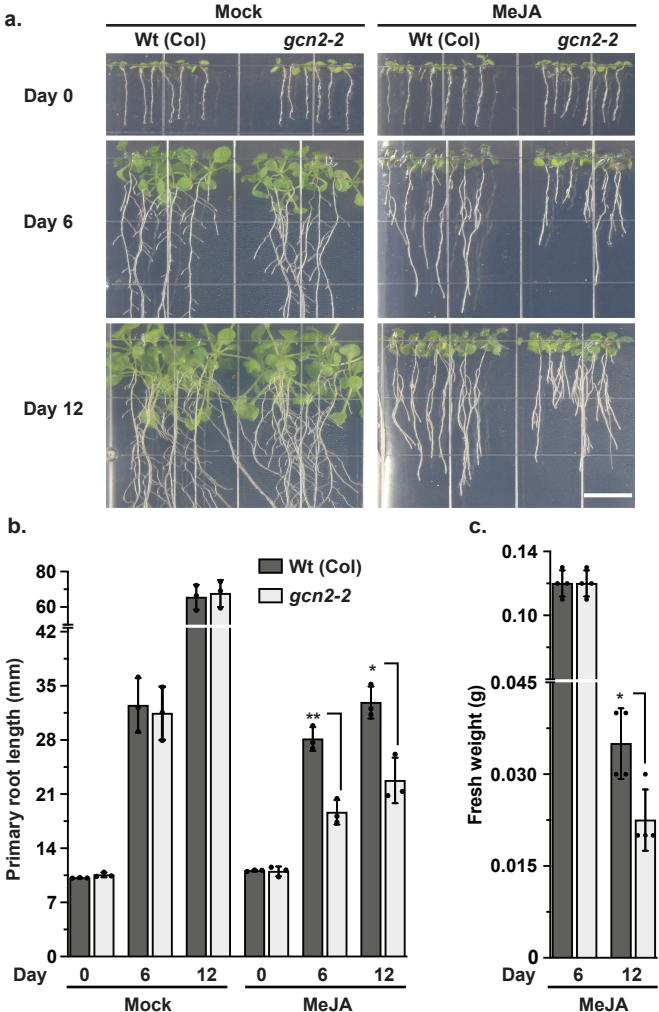 a.
Mock MeJA
Wt (Col) gcn2-2 Wt (Col) gcn2-2
Day 0
Day 6
Day 12
b.
c.
Wt (Col)
gcn2-2
Primary root length (mm)
80
60
42
35
28
21
14
7
0
** *
Day 0 6 12 0 6 12
Mock MeJA
Fresh weight (g)
0.14
0.10
0.045
0.030
0.015
0
*
Day 6 12
MeJA